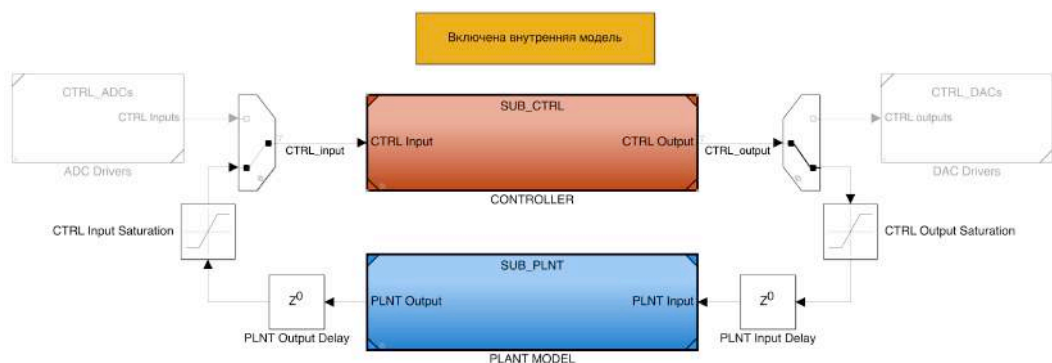 Включена внутренняя модель
CTRL_ADCs
CTRL Inputs
ADC Drivers
CTRL_input
SUB_CTRL
CTRL Input
CTRL Output
CONTROLLER
CTRL_output
CTRL_DACs
CTRL outputs
DAC Drivers
CTRL Input Saturation
CTRL Output Saturation
Z0
PLNT Output Delay
SUB_PLNT
PLNT Output
PLNT Input
PLANT MODEL
Z0
PLNT Input Delay